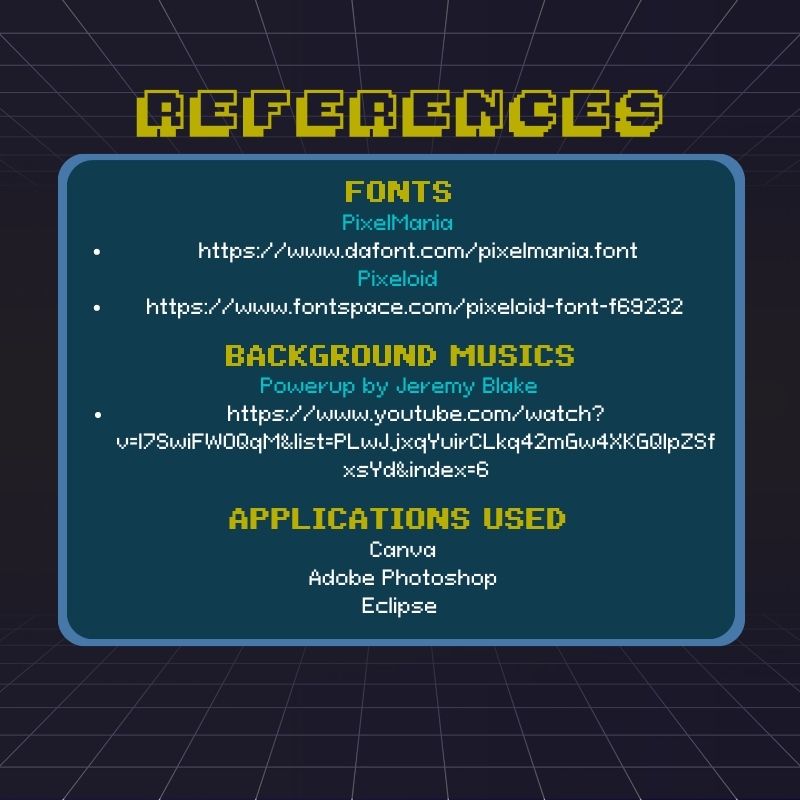 REFERENCES
FONTS
PixelMania
• https://www.dafont.com/pixelmania.font
Pixeloid
• https://www.fontspace.com/pixeloid-font-f69232
BACKGROUND MUSICS
Powerup by Jeremy Blake
• https://www.youtube.com/watch?
v=l7SwiFWOQqM&list=PLwJjxqYuirCLkq42mGw4XKGQlpZSf
xsYd&index=6
APPLICATIONS USED
Canva
Adobe Photoshop
Eclipse